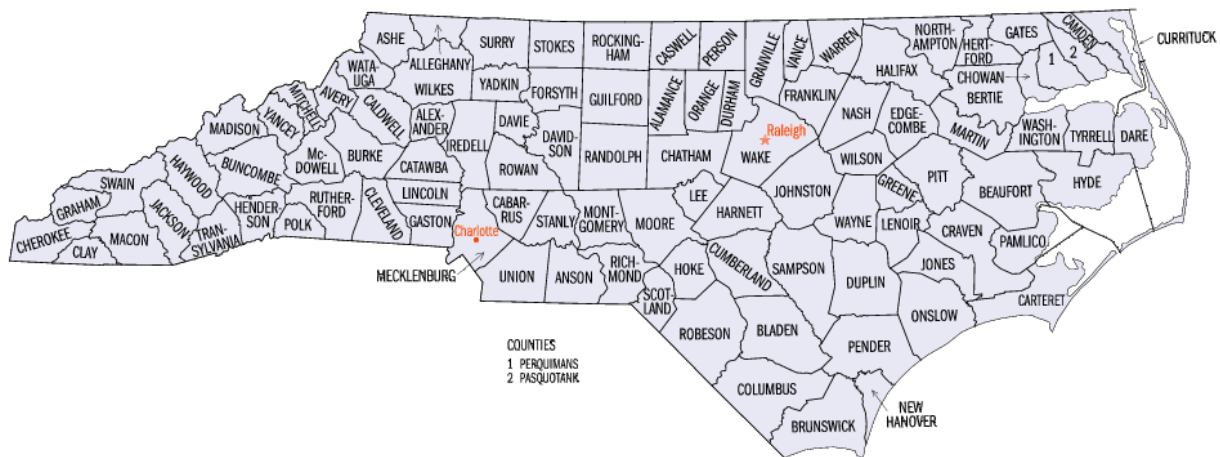 ASHE
ALLEGHANY
SURRY
STOKES
ROCKING-
HAM
CASWELL
PERSON
GRANVILLE
VANCE
WARREN
NORTH-
AMPTON
HERT-
FORD
GATES
CAMDEN
CURRITUCK
WATA-
UGA
WILKES
YADKIN
FORSYTH
GUILFORD
ALAMANCE
ORANGE
DURHAM
FRANKLIN
HALIFAX
CHOWAN
BERTIE
1
2
MITCHELL
AVERY
CALDWELL
ALEX-
ANDER
IREDELL
DAVIE
DAVID-
SON
RANDOLPH
CHATHAM
Raleigh
WAKE
NASH
EDGE-
COMBE
MARTIN
WASH-
INGTON
TYRRELL
DARE
MADISON
YANCEY
McDOWELL
BURKE
CATAWBA
ROWAN
WILSON
PITT
BEAUFORT
HYDE
SWAIN
HAYWOOD
BUNCOMBE
RUTHER-
FORD
CLEVELAND
LINCOLN
GASTON
CABAR-
RUS
STANLY
MONT-
GOMERY
MOORE
LEE
HARNETT
JOHNSTON
WAYNE
GREENE
LENOIR
CRAVEN
PAMLICO
GRAHAM
CHEROKEE
CLAY
MACON
JACKSON
TRAN-
SYLVANIA
HENDER-
SON
POLK
Charlotte
MECKLENBURG
UNION
ANSON
RICH-
MOND
SCOT-
LAND
HOKE
CUMBERLAND
SAMPSON
DUPLIN
JONES
ONSLOW
CARTERET
ROBESON
BLADEN
PENDER
COLUMBUS
BRUNSWICK
NEW
HANOVER
COUNTIES
1 PERQUIMANS
2 PASQUOTANK